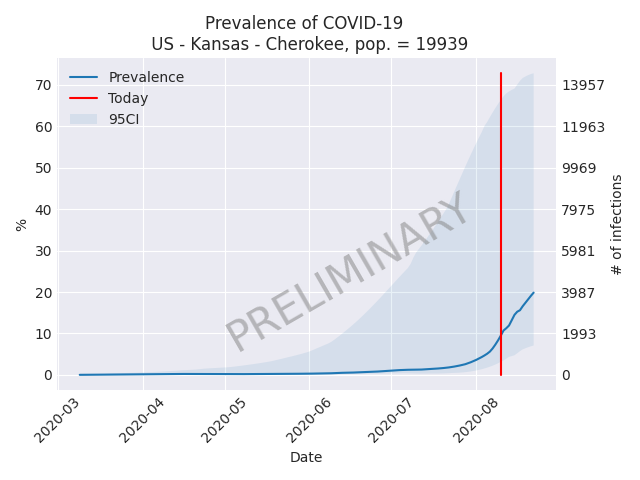 Prevalence of COVID-19
US - Kansas - Cherokee, pop. = 19939
Prevalence
Today
95CI
70
60
50
40
30
20
10
0
%
13957
11963
9969
7975
5981
3987
1993
0
# of infections
PRELIMINARY
2020-03
2020-04
2020-05
2020-06
2020-07
2020-08
Date